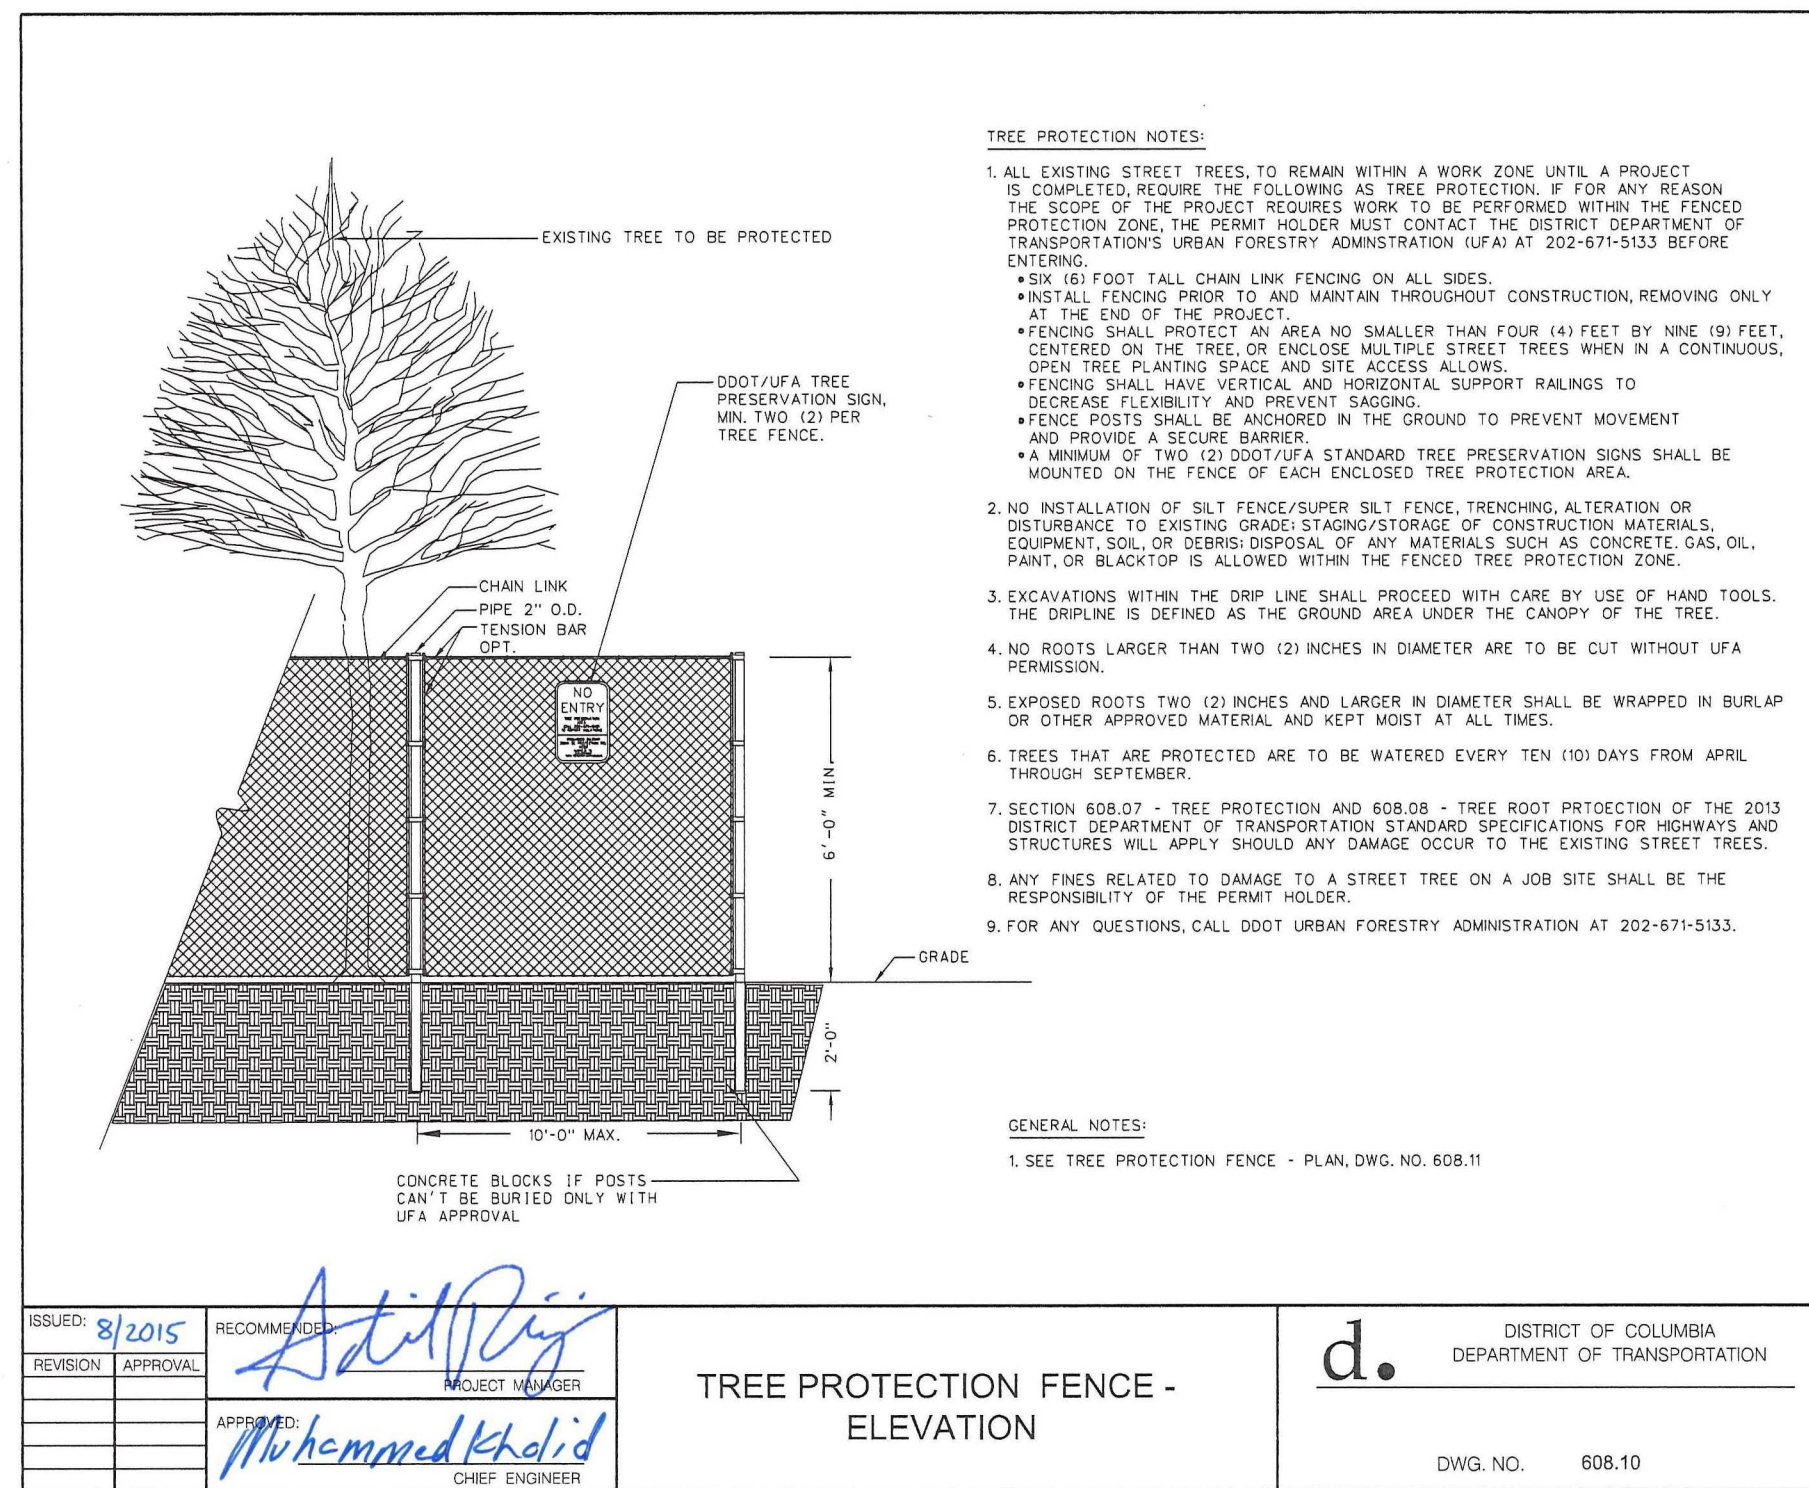 TREE PROTECTION NOTES:
1. ALL EXISTING STREET TREES, TO REMAIN WITHIN A WORK ZONE UNTIL A PROJECT
IS COMPLETED, REQUIRE THE FOLLOWING AS TREE PROTECTION. IF FOR ANY REASON
THE SCOPE OF THE PROJECT REQUIRES WORK TO BE PERFORMED WITHIN THE FENCED
PROTECTION ZONE, THE PERMIT HOLDER MUST CONTACT THE DISTRICT DEPARTMENT OF
TRANSPORTATION'S URBAN FORESTRY ADMINSTRATION (UFA) AT 202-671-5133 BEFORE
ENTERING.
• SIX (6) FOOT TALL CHAIN LINK FENCING ON ALL SIDES.
• INSTALL FENCING PRIOR TO AND MAINTAIN THROUGHOUT CONSTRUCTION, REMOVING ONLY
AT THE END OF THE PROJECT.
• FENCING SHALL PROTECT AN AREA NO SMALLER THAN FOUR (4) FEET BY NINE (9) FEET,
CENTERED ON THE TREE, OR ENCLOSE MULTIPLE STREET TREES WHEN IN A CONTINUOUS,
OPEN TREE PLANTING SPACE AND SITE ACCESS ALLOWS.
• FENCING SHALL HAVE VERTICAL AND HORIZONTAL SUPPORT RAILINGS TO
DECREASE FLEXIBILITY AND PREVENT SAGGING.
• FENCE POSTS SHALL BE ANCHORED IN THE GROUND TO PREVENT MOVEMENT
AND PROVIDE A SECURE BARRIER.
• A MINIMUM OF TWO (2) DDOT/UFA STANDARD TREE PRESERVATION SIGNS SHALL BE
MOUNTED ON THE FENCE OF EACH ENCLOSED TREE PROTECTION AREA.
2. NO INSTALLATION OF SILT FENCE/SUPER SILT FENCE, TRENCHING, ALTERATION OR
DISTURBANCE TO EXISTING GRADE; STAGING/STORAGE OF CONSTRUCTION MATERIALS,
EQUIPMENT, SOIL, OR DEBRIS; DISPOSAL OF ANY MATERIALS SUCH AS CONCRETE. GAS, OIL,
PAINT, OR BLACKTOP IS ALLOWED WITHIN THE FENCED TREE PROTECTION ZONE.
3. EXCAVATIONS WITHIN THE DRIP LINE SHALL PROCEED WITH CARE BY USE OF HAND TOOLS.
THE DRIPLINE IS DEFINED AS THE GROUND AREA UNDER THE CANOPY OF THE TREE.
4. NO ROOTS LARGER THAN TWO (2) INCHES IN DIAMETER ARE TO BE CUT WITHOUT UFA
PERMISSION.
5. EXPOSED ROOTS TWO (2) INCHES AND LARGER IN DIAMETER SHALL BE WRAPPED IN BURLAP
OR OTHER APPROVED MATERIAL AND KEPT MOIST AT ALL TIMES.
6. TREES THAT ARE PROTECTED ARE TO BE WATERED EVERY TEN (10) DAYS FROM APRIL
THROUGH SEPTEMBER.
7. SECTION 608.07 - TREE PROTECTION AND 608.08 - TREE ROOT PRTOECTION OF THE 2013
DISTRICT DEPARTMENT OF TRANSPORTATION STANDARD SPECIFICATIONS FOR HIGHWAYS AND
STRUCTURES WILL APPLY SHOULD ANY DAMAGE OCCUR TO THE EXISTING STREET TREES.
8. ANY FINES RELATED TO DAMAGE TO A STREET TREE ON A JOB SITE SHALL BE THE
RESPONSIBILITY OF THE PERMIT HOLDER.
9. FOR ANY QUESTIONS, CALL DDOT URBAN FORESTRY ADMINISTRATION AT 202-671-5133.
EXISTING TREE TO BE PROTECTED
DDOT/UFA TREE
PRESERVATION SIGN,
MIN. TWO (2) PER
TREE FENCE.
CHAIN LINK
PIPE 2" O.D.
TENSION BAR
OPT.
NO
ENTRY
6'-0" MIN.
GRADE
2'-0"
10'-0" MAX.
CONCRETE BLOCKS IF POSTS
CAN'T BE BURIED ONLY WITH
UFA APPROVAL
GENERAL NOTES:
1. SEE TREE PROTECTION FENCE - PLAN, DWG. NO. 608.11
ISSUED: 8/2015
REVISION APPROVAL
RECOMMENDED:
PROJECT MANAGER
APPROVED:
Muhammed Khalid
CHIEF ENGINEER
TREE PROTECTION FENCE -
ELEVATION
d.
DISTRICT OF COLUMBIA
DEPARTMENT OF TRANSPORTATION
DWG. NO. 608.10